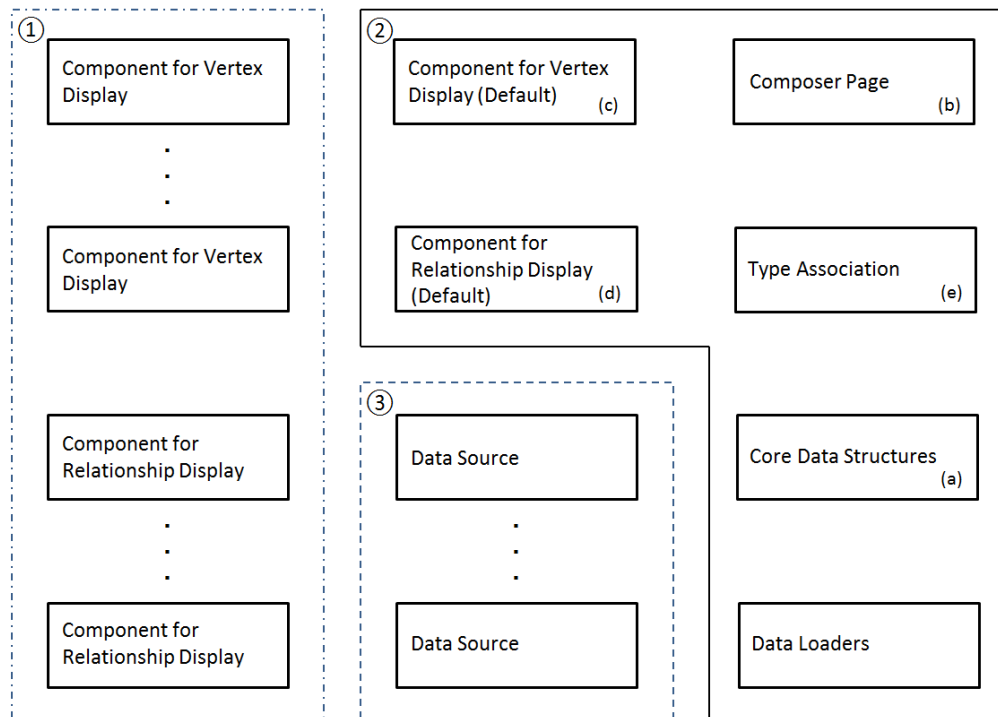 ①
Component for Vertex
Display
Component for Vertex
Display
Component for
Relationship Display
Component for
Relationship Display
②
Component for Vertex
Display (Default)
(c)
Composer Page
(b)
Component for
Relationship Display
(Default)
(d)
Type Association
(e)
③
Data Source
Data Source
Core Data Structures
(a)
Data Loaders